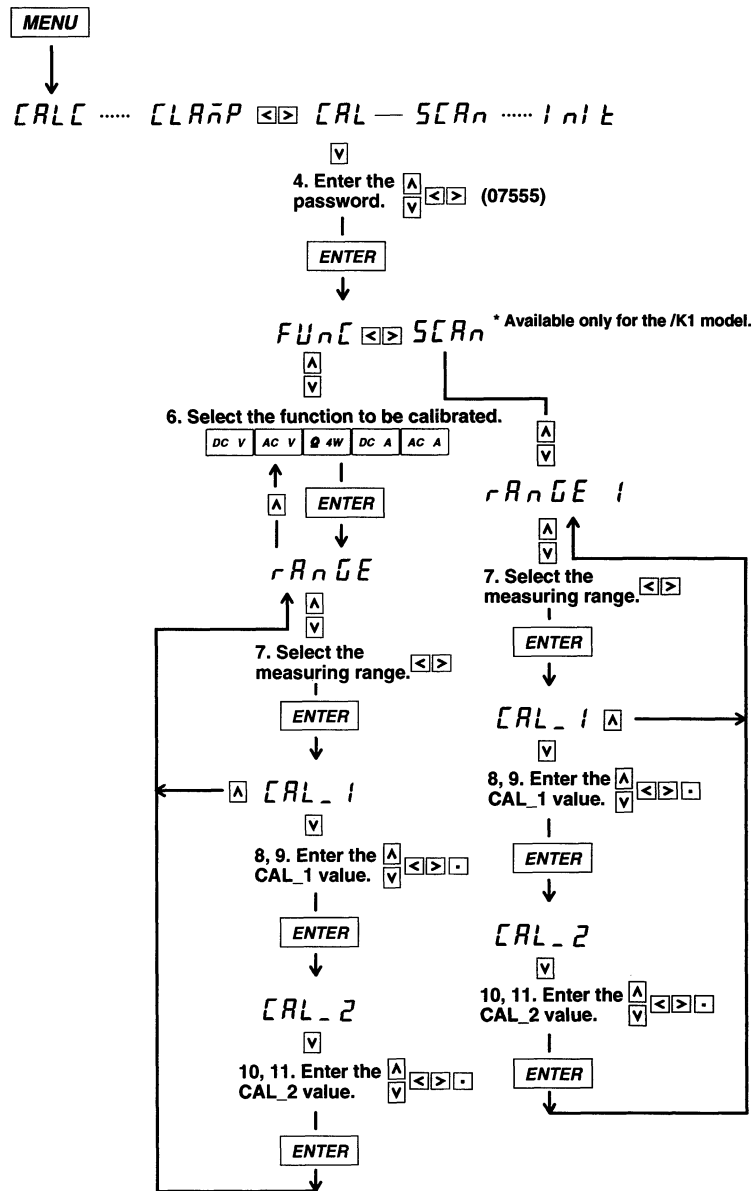 MENU
CALC ...... CLAMP < > CAL — SCAn ...... InIt
∨
4. Enter the ∧
password. ∨ < > (07555)
ENTER
FUnC < > SCAn * Available only for the /K1 model.
∧
∨
6. Select the function to be calibrated.
DC V AC V Ω 4W DC A AC A
∧ ENTER
rAnGE
∧
∨
7. Select the
measuring range. < >
ENTER
∧ CAL_1
∨
8, 9. Enter the ∧
CAL_1 value. ∨ < > ·
ENTER
CAL_2
∨
10, 11. Enter the ∧
CAL_2 value. ∨ < > ·
ENTER
∧
∨
rAnGE 1
∧
∨
7. Select the
measuring range. < >
ENTER
CAL_1 ∧
∨
8, 9. Enter the ∧
CAL_1 value. ∨ < > ·
ENTER
CAL_2
∨
10, 11. Enter the ∧
CAL_2 value. ∨ < > ·
ENTER